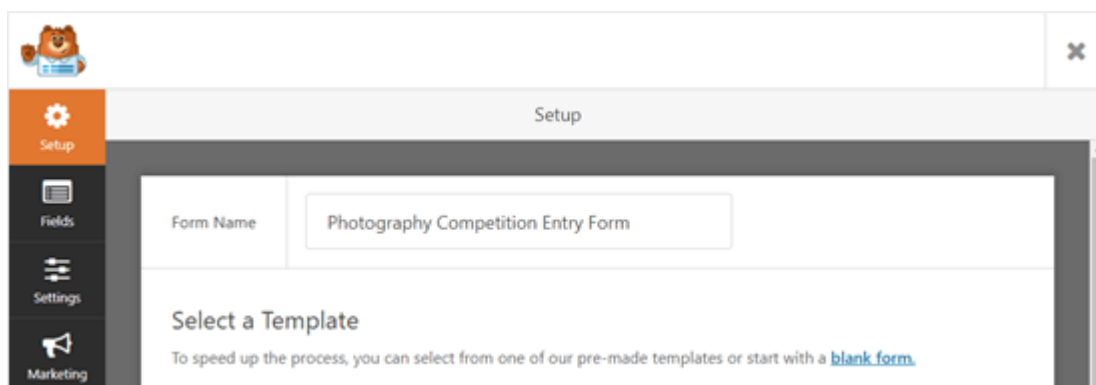 Setup
Setup
Fields
Form Name
Photography Competition Entry Form
Settings
Select a Template
To speed up the process, you can select from one of our pre-made templates or start with a blank form.
Marketing